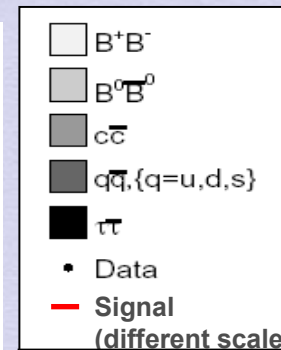 B⁺B⁻
B⁰B̅⁰
cc̅
qq̅,{q=u,d,s}
ττ̅
Data
Signal
(different scale